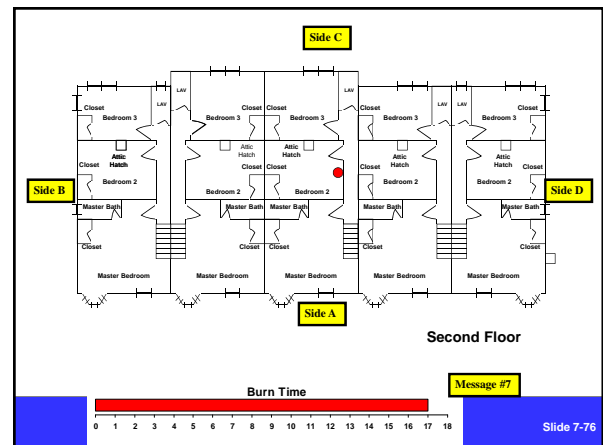 Side C
LAV LAV LAV LAV LAV
Closet Bedroom 3 Bedroom 3 Closet Closet Bedroom 3 Closet Bedroom 3 Bedroom 3 Closet
Attic Hatch Attic Hatch Attic Hatch Attic Hatch Attic Hatch
Closet Closet Closet Closet Closet
Side B Bedroom 2 Bedroom 2 Bedroom 2 Bedroom 2 Bedroom 2 Side D
Master Bath Master Bath Master Bath Master Bath Master Bath
Closet Closet Closet Closet Closet
Master Bedroom Master Bedroom Master Bedroom Master Bedroom Master Bedroom
Side A
Second Floor
Message #7
Burn Time
0 1 2 3 4 5 6 7 8 9 10 11 12 13 14 15 16 17 18
Slide 7-76